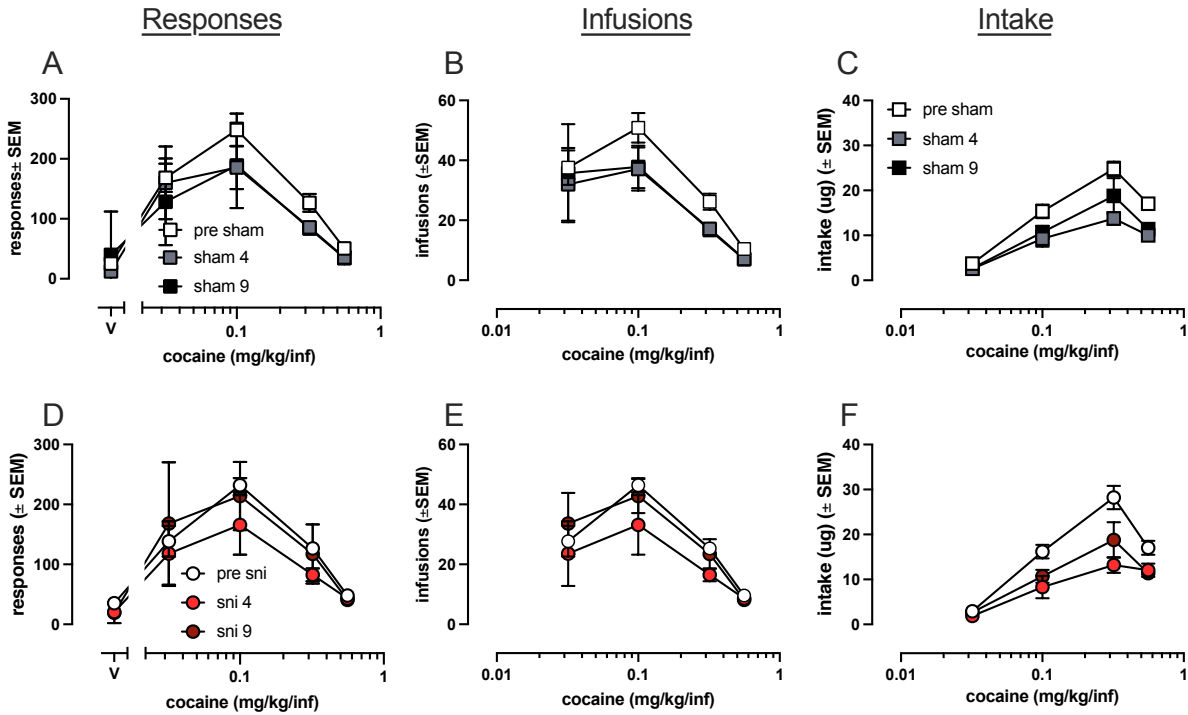 Responses Infusions Intake
A B C
300
200
100
0
responses± SEM
pre sham
sham 4
sham 9
V 0.1 1
cocaine (mg/kg/inf)
60
40
20
0
infusions (±SEM)
0.01 0.1 1
cocaine (mg/kg/inf)
40
30
20
10
0
intake (ug) (± SEM)
pre sham
sham 4
sham 9
0.01 0.1 1
cocaine (mg/kg/inf)
D E F
300
200
100
0
responses (± SEM)
pre sni
sni 4
sni 9
V 0.1 1
cocaine (mg/kg/inf)
60
40
20
0
infusions (±SEM)
0.01 0.1 1
cocaine (mg/kg/inf)
40
30
20
10
0
intake (ug) (± SEM)
0.01 0.1 1
cocaine (mg/kg/inf)